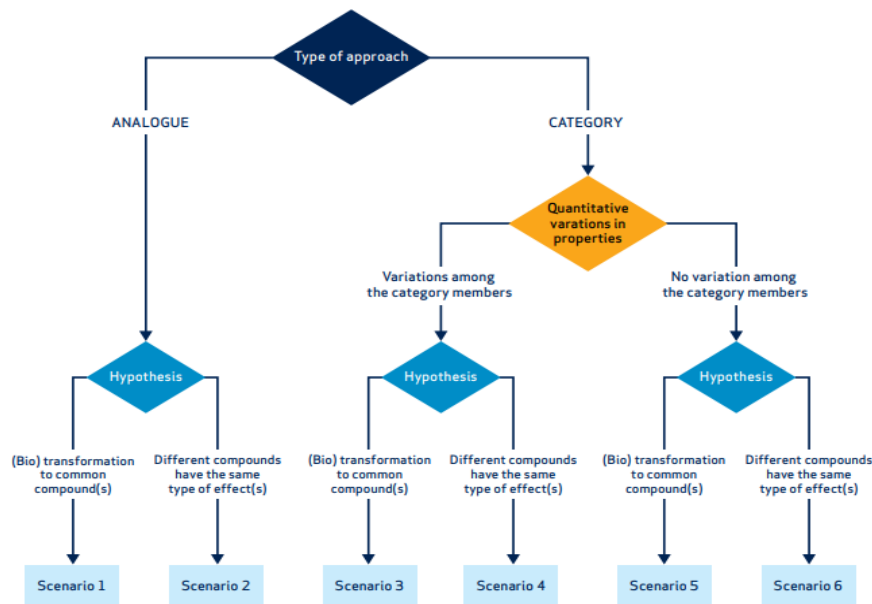 Type of approach
ANALOGUE
CATEGORY
Quantitative
varations in
properties
Variations among
the category members
No variation among
the category members
Hypothesis
Hypothesis
Hypothesis
(Bio) transformation
to common
compound(s)
Different compounds
have the same
type of effect(s)
(Bio) transformation
to common
compound(s)
Different compounds
have the same
type of effect(s)
(Bio) transformation
to common
compound(s)
Different compounds
have the same
type of effect(s)
Scenario 1
Scenario 2
Scenario 3
Scenario 4
Scenario 5
Scenario 6